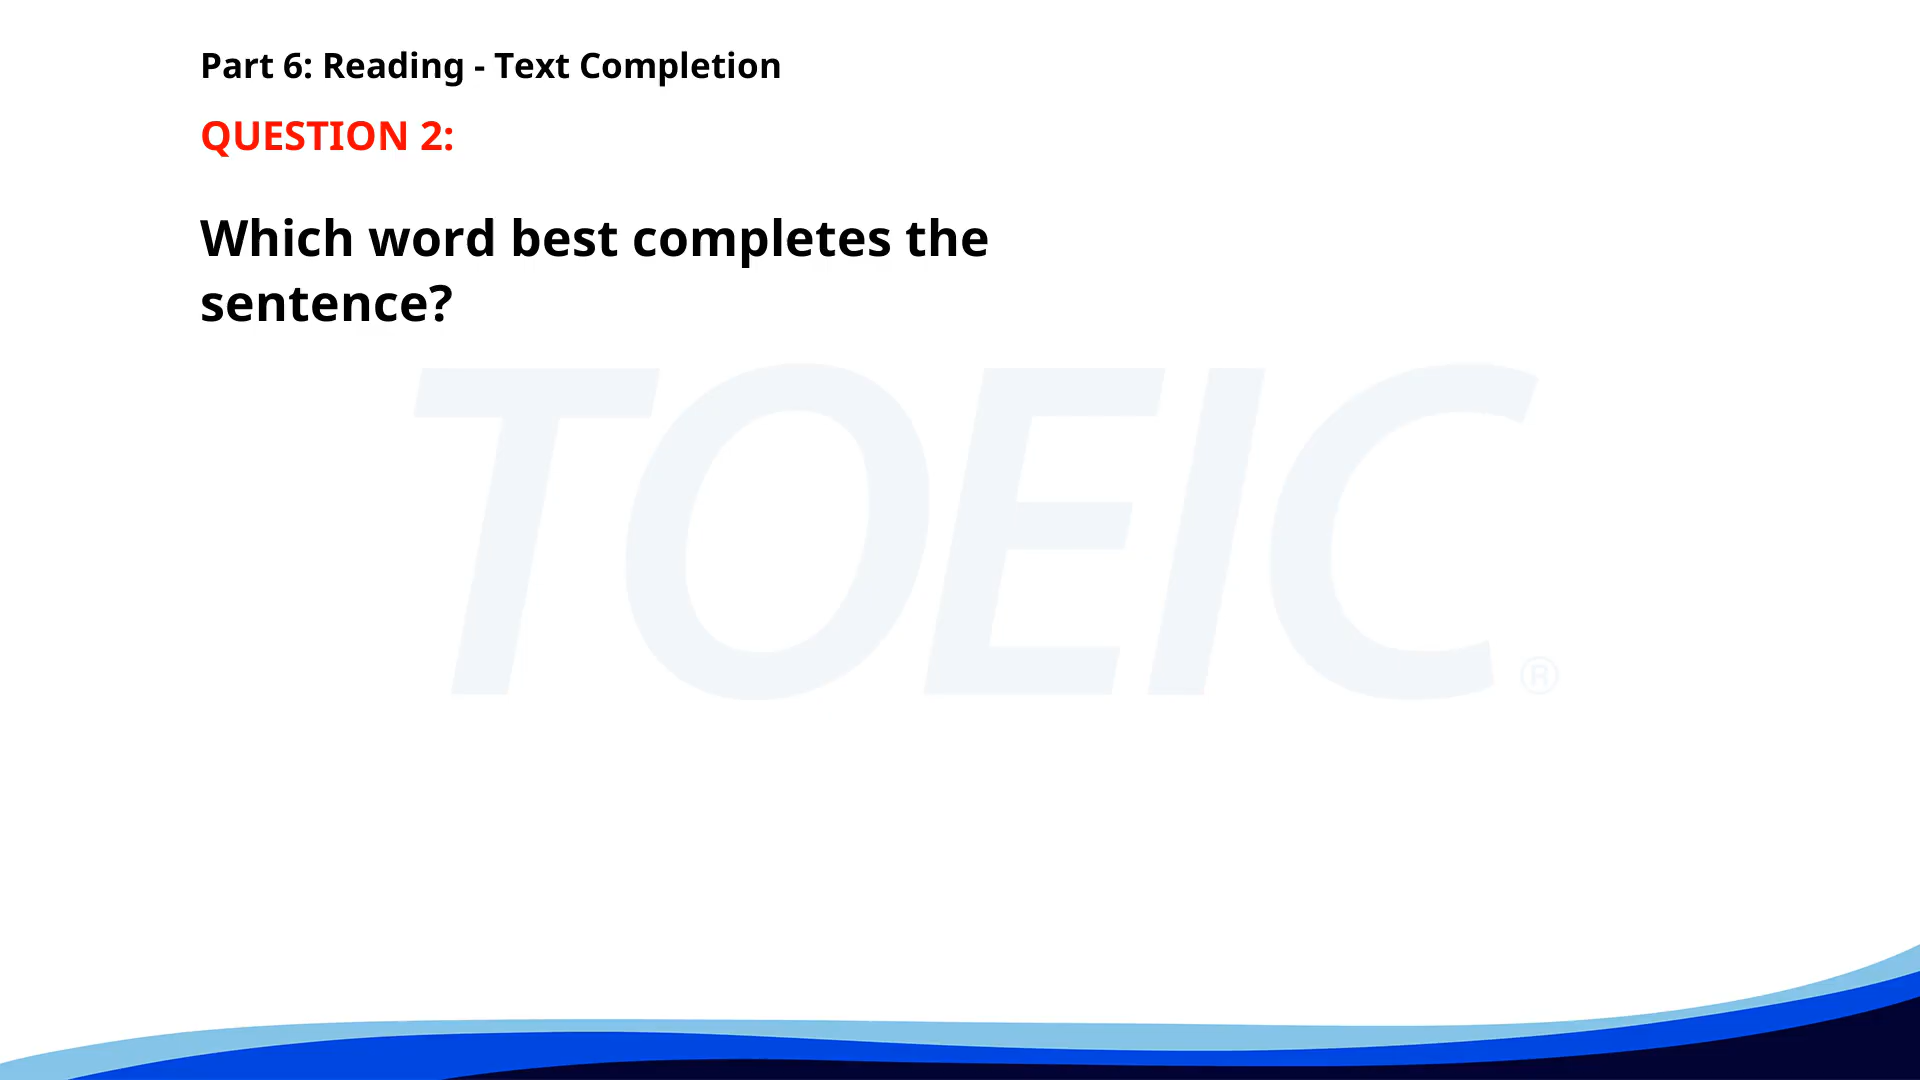 Part 6: Reading - Text Completion
QUESTION 2:
Which word best completes the
sentence?
TOEIC ®